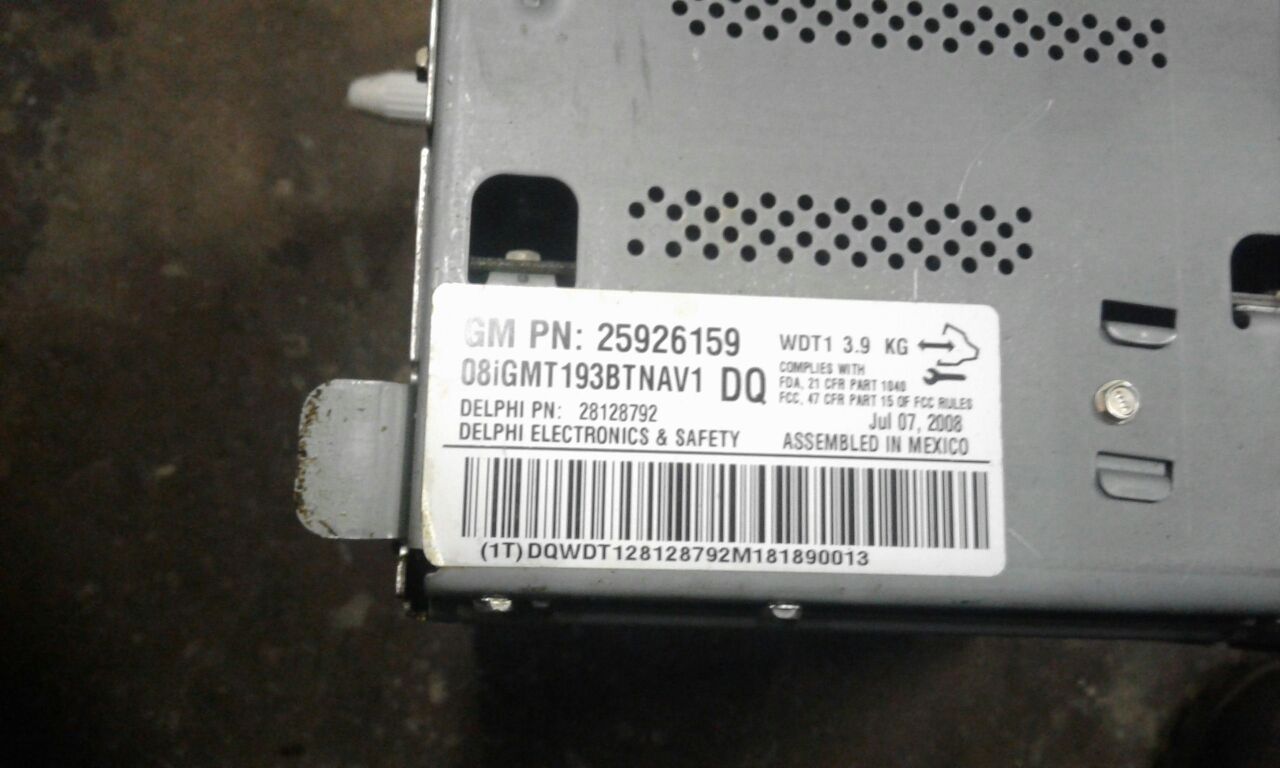 GM PN: 25926159
08iGMT193BTNAV1 DQ
DELPHI PN: 28128792
DELPHI ELECTRONICS & SAFETY
WDT1 3.9 KG
COMPLIES WITH
FDA, 21 CFR PART 1040
FCC, 47 CFR PART 15 OF FCC RULES
Jul 07, 2008
ASSEMBLED IN MEXICO
(1T)DQWDT128128792M181890013